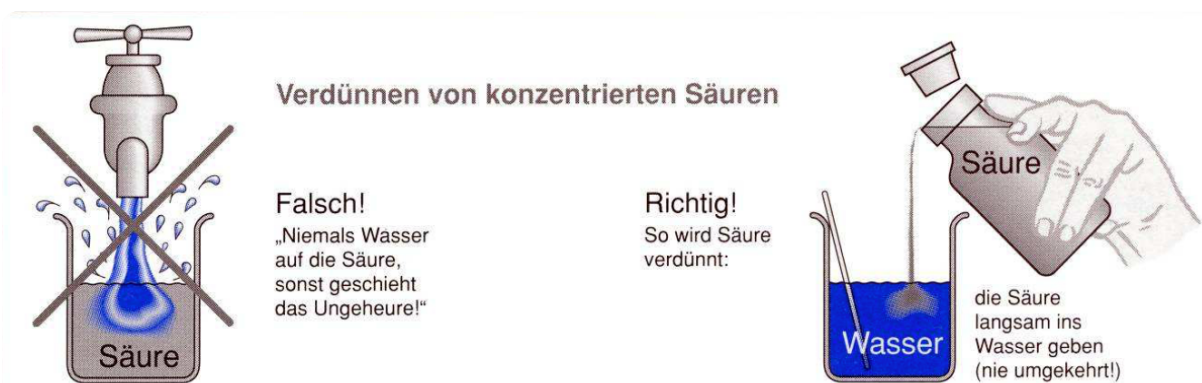 Verdünnen von konzentrierten Säuren
Falsch!
„Niemals Wasser
auf die Säure,
sonst geschieht
das Ungeheure!“
Säure
Richtig!
So wird Säure
verdünnt:
Säure
Wasser
die Säure
langsam ins
Wasser geben
(nie umgekehrt!)